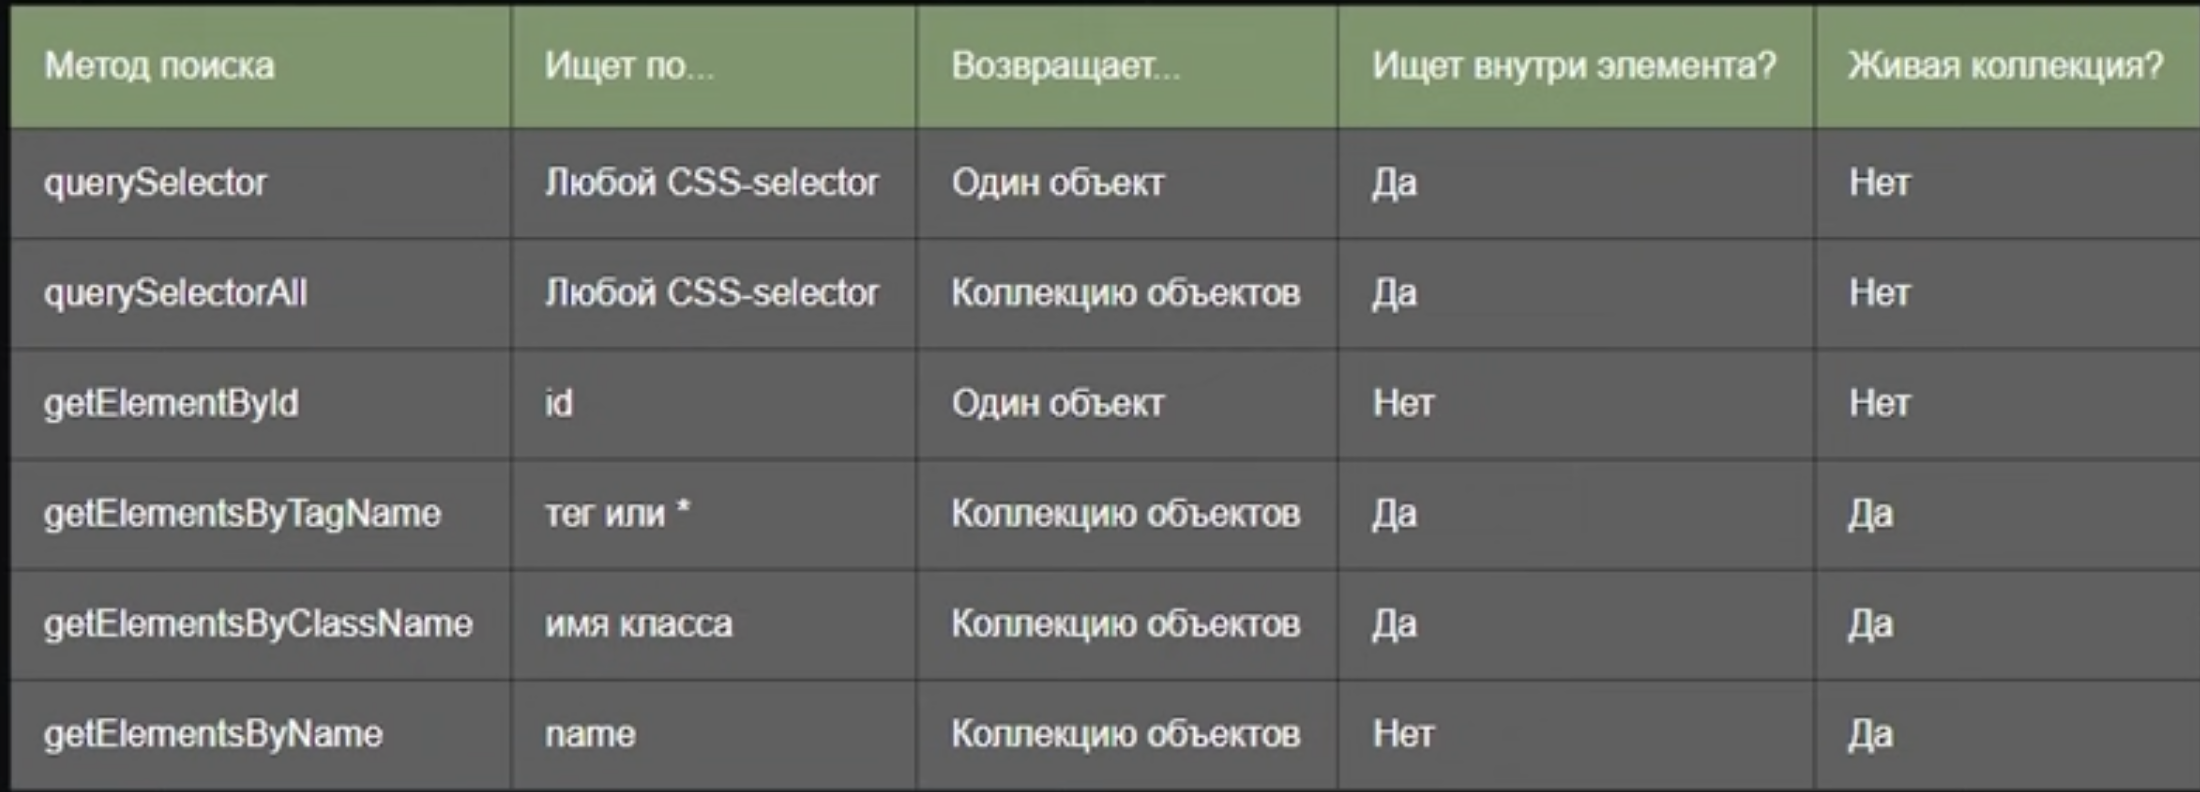 Метод поиска Ищет по... Возвращает... Ищет внутри элемента? Живая коллекция?
querySelector Любой CSS-selector Один объект Да Нет
querySelectorAll Любой CSS-selector Коллекцию объектов Да Нет
getElementById id Один объект Нет Нет
getElementsByTagName тег или * Коллекцию объектов Да Да
getElementsByClassName имя класса Коллекцию объектов Да Да
getElementsByName name Коллекцию объектов Нет Да